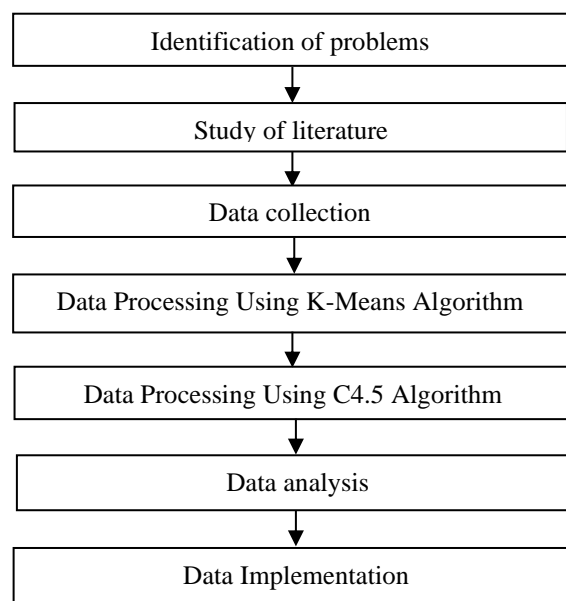 Identification of problems
Study of literature
Data collection
Data Processing Using K-Means Algorithm
Data Processing Using C4.5 Algorithm
Data analysis
Data Implementation